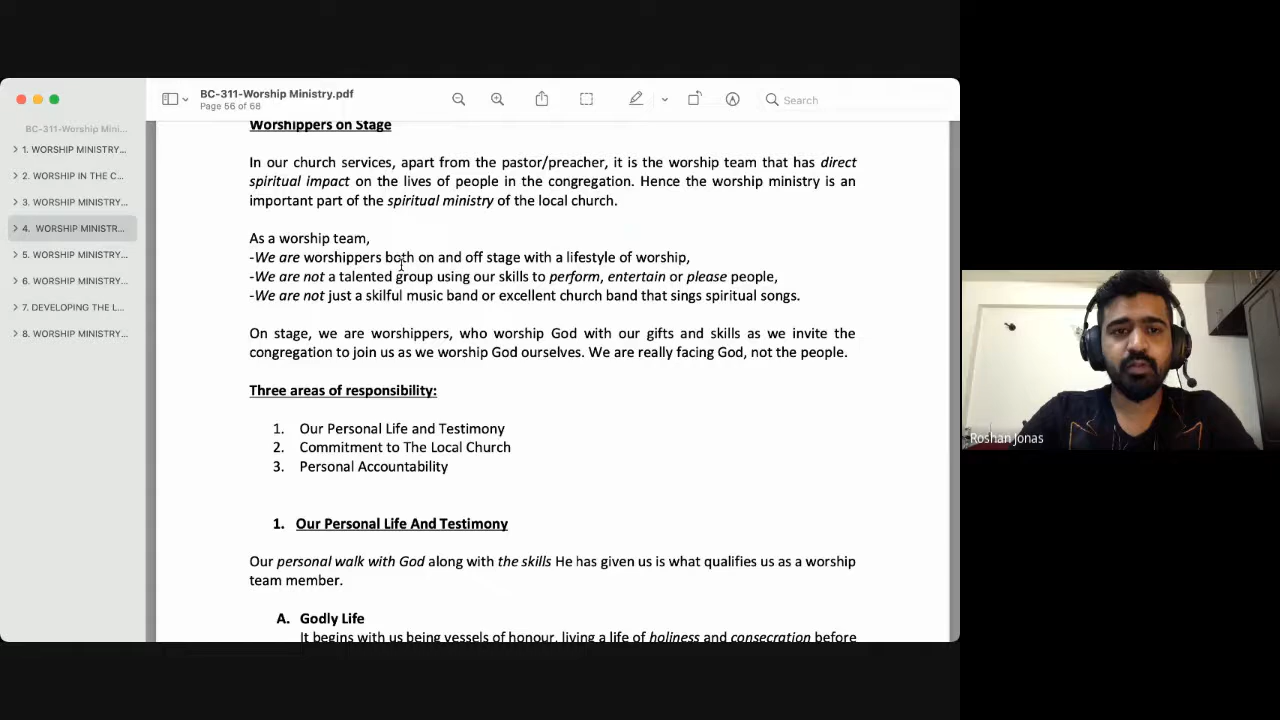 BC-311-Worship Ministry.pdf
Page 56 of 68
Search
BC-311-Worship Mini...
1. WORSHIP MINISTRY...
2. WORSHIP IN THE C...
3. WORSHIP MINISTRY...
4. WORSHIP MINISTR...
5. WORSHIP MINISTRY...
6. WORSHIP MINISTRY...
7. DEVELOPING THE L...
8. WORSHIP MINISTRY...
Worshippers on Stage
In our church services, apart from the pastor/preacher, it is the worship team that has direct
spiritual impact on the lives of people in the congregation. Hence the worship ministry is an
important part of the spiritual ministry of the local church.
As a worship team,
-We are worshippers both on and off stage with a lifestyle of worship,
-We are not a talented group using our skills to perform, entertain or please people,
-We are not just a skilful music band or excellent church band that sings spiritual songs.
On stage, we are worshippers, who worship God with our gifts and skills as we invite the
congregation to join us as we worship God ourselves. We are really facing God, not the people.
Three areas of responsibility:
1. Our Personal Life and Testimony
2. Commitment to The Local Church
3. Personal Accountability
1. Our Personal Life And Testimony
Our personal walk with God along with the skills He has given us is what qualifies us as a worship
team member.
A. Godly Life
It begins with us being vessels of honour, living a life of holiness and consecration before
Roshan Jonas